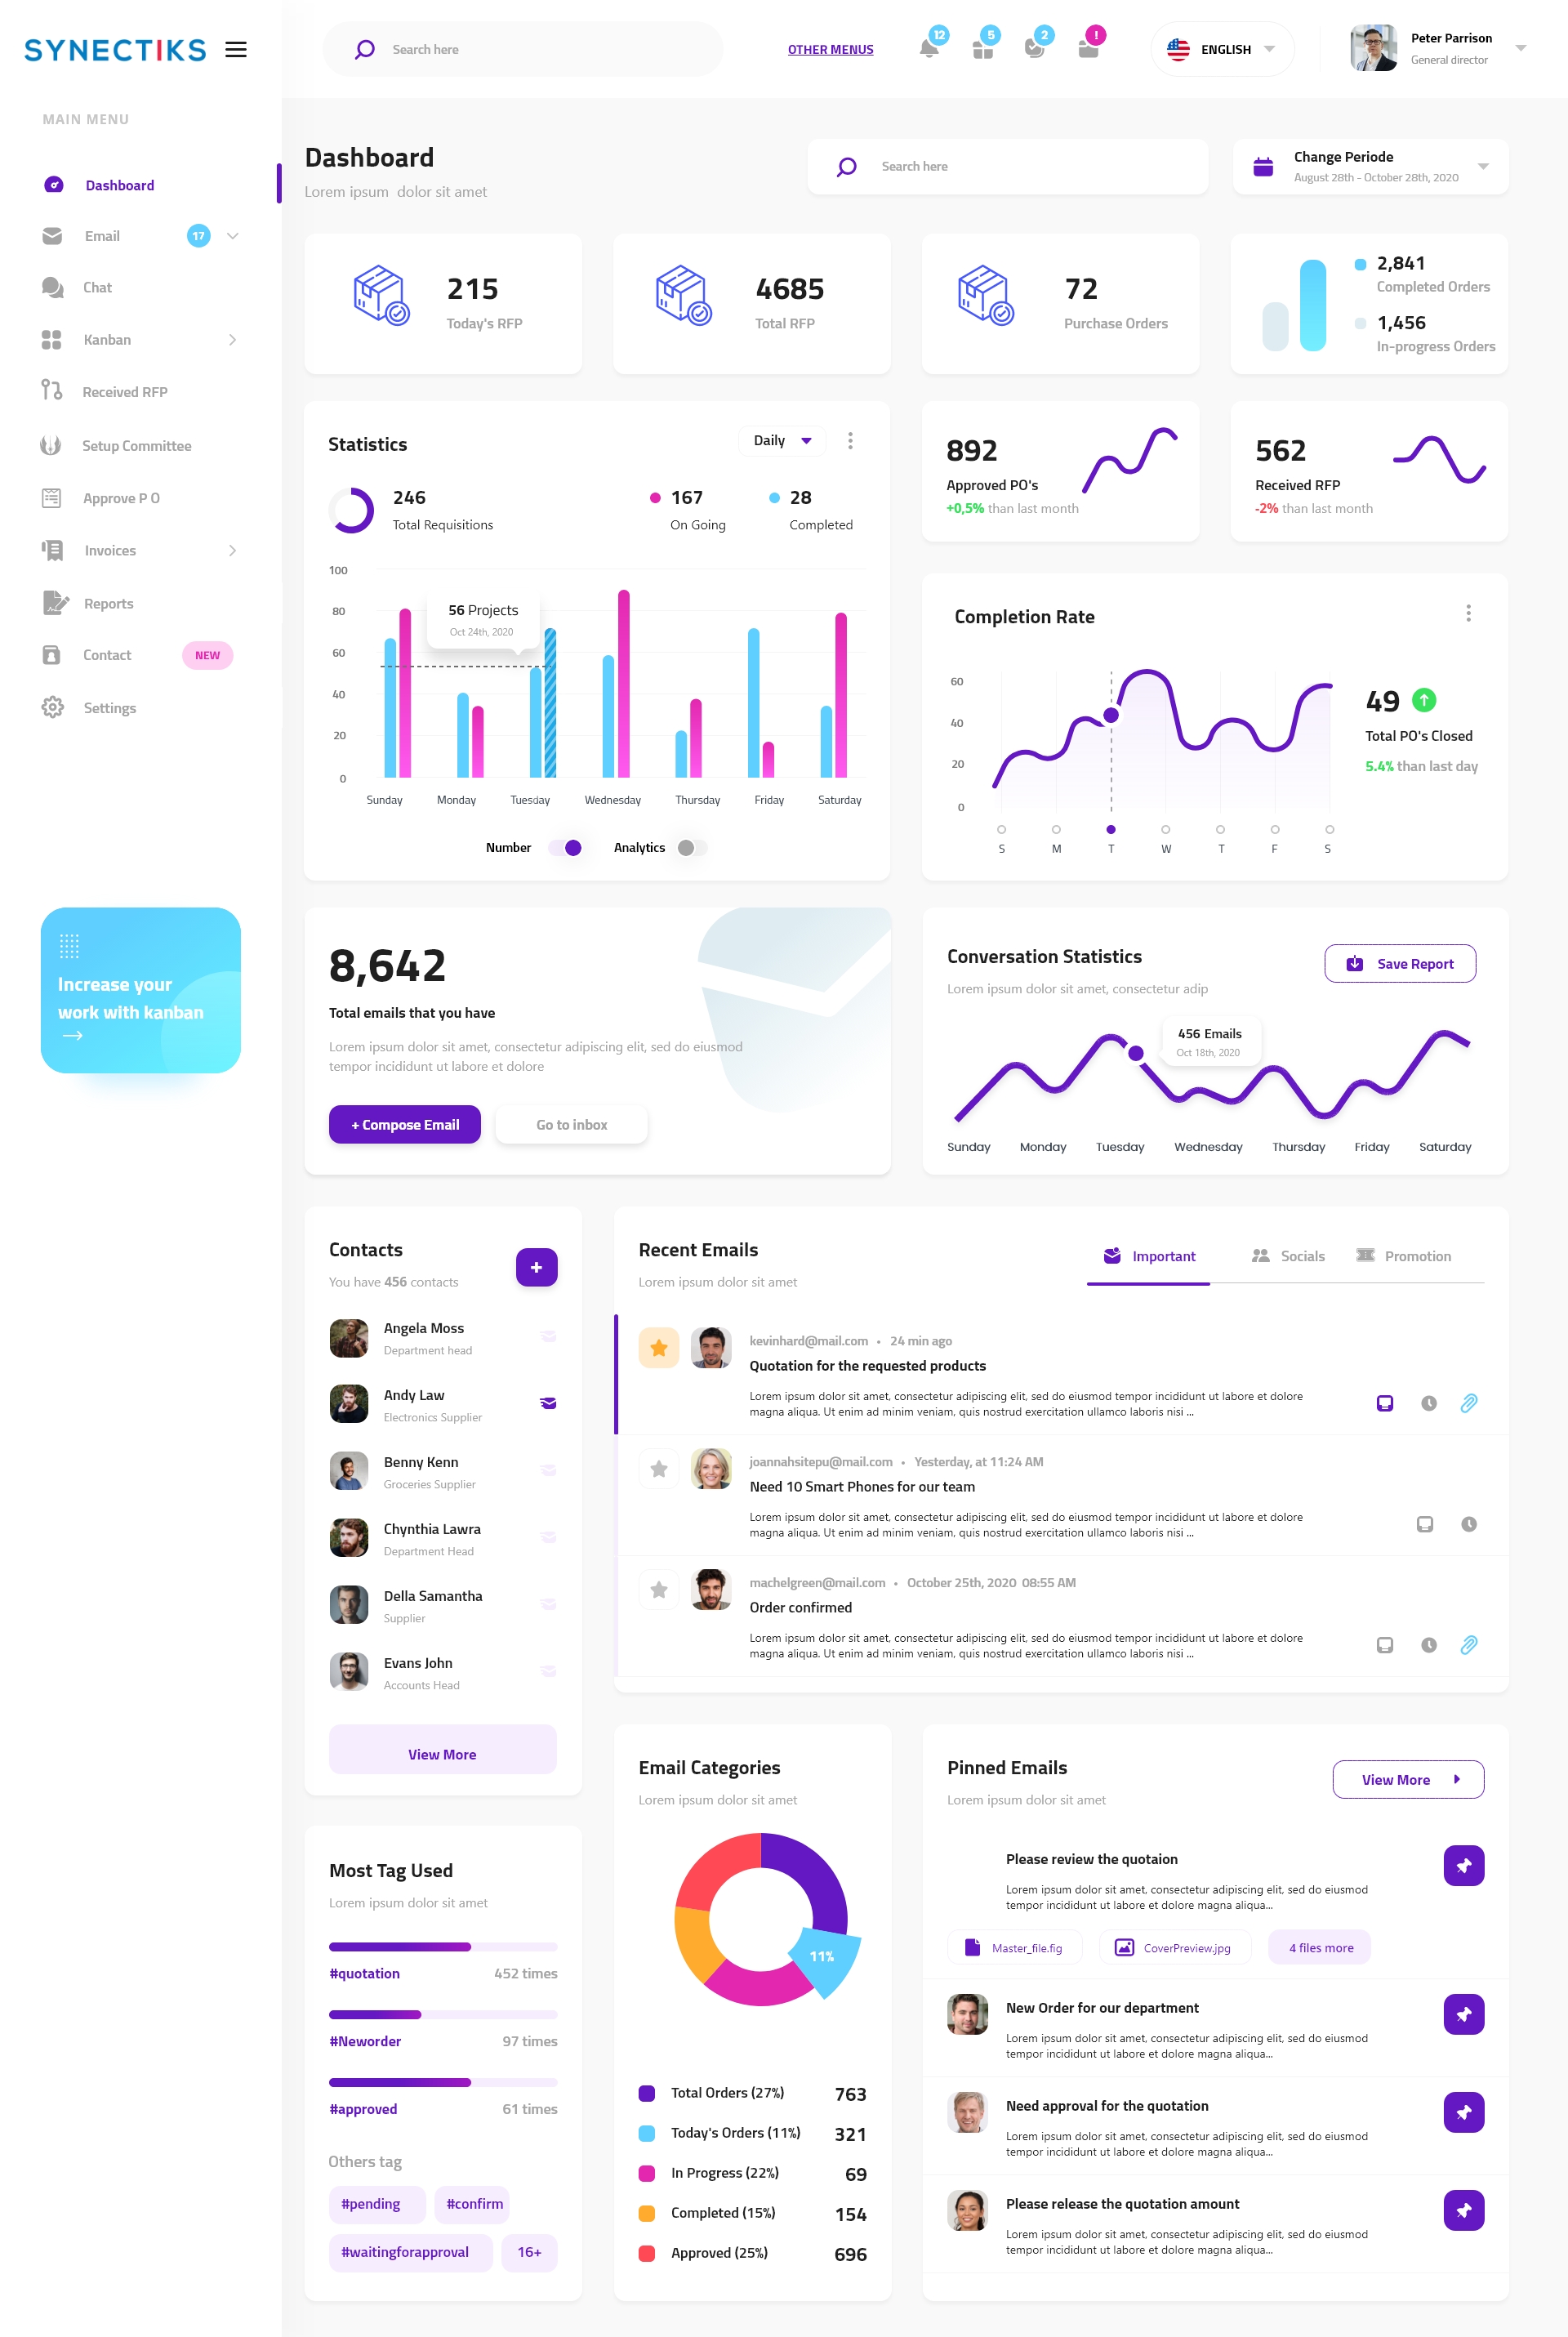 SYNECTIKS
Search here
OTHER MENUS
12
5
2
!
ENGLISH
Peter Parrison
General director
MAIN MENU
Dashboard
Email
17
Chat
Kanban
Received RFP
Setup Committee
Approve P O
Invoices
Reports
Contact
NEW
Settings
Increase your
work with kanban
Dashboard
Lorem ipsum dolor sit amet
Search here
Change Periode
August 28th - October 28th, 2020
215
Today's RFP
4685
Total RFP
72
Purchase Orders
2,841
Completed Orders
1,456
In-progress Orders
Statistics
Daily
246
Total Requisitions
167
On Going
28
Completed
100
80
60
40
20
0
56 Projects
Oct 24th, 2020
Sunday
Monday
Tuesday
Wednesday
Thursday
Friday
Saturday
Number
Analytics
892
Approved PO's
+0,5% than last month
562
Received RFP
-2% than last month
Completion Rate
60
40
20
0
S
M
T
W
T
F
S
49
Total PO's Closed
5.4% than last day
8,642
Total emails that you have
Lorem ipsum dolor sit amet, consectetur adipiscing elit, sed do eiusmod
tempor incididunt ut labore et dolore
+ Compose Email
Go to inbox
Conversation Statistics
Lorem ipsum dolor sit amet, consectetur adip
Save Report
456 Emails
Oct 18th, 2020
Sunday
Monday
Tuesday
Wednesday
Thursday
Friday
Saturday
Contacts
You have 456 contacts
+
Angela Moss
Department head
Andy Law
Electronics Supplier
Benny Kenn
Groceries Supplier
Chynthia Lawra
Department Head
Della Samantha
Supplier
Evans John
Accounts Head
View More
Recent Emails
Lorem ipsum dolor sit amet
Important
Socials
Promotion
kevinhard@mail.com • 24 min ago
Quotation for the requested products
Lorem ipsum dolor sit amet, consectetur adipiscing elit, sed do eiusmod tempor incididunt ut labore et dolore
magna aliqua. Ut enim ad minim veniam, quis nostrud exercitation ullamco laboris nisi ...
joannahsitepu@mail.com • Yesterday, at 11:24 AM
Need 10 Smart Phones for our team
Lorem ipsum dolor sit amet, consectetur adipiscing elit, sed do eiusmod tempor incididunt ut labore et dolore
magna aliqua. Ut enim ad minim veniam, quis nostrud exercitation ullamco laboris nisi ...
machelgreen@mail.com • October 25th, 2020 08:55 AM
Order confirmed
Lorem ipsum dolor sit amet, consectetur adipiscing elit, sed do eiusmod tempor incididunt ut labore et dolore
magna aliqua. Ut enim ad minim veniam, quis nostrud exercitation ullamco laboris nisi ...
Most Tag Used
Lorem ipsum dolor sit amet
#quotation
452 times
#Neworder
97 times
#approved
61 times
Others tag
#pending
#confirm
#waitingforapproval
16+
Email Categories
Lorem ipsum dolor sit amet
11%
Total Orders (27%)
763
Today's Orders (11%)
321
In Progress (22%)
69
Completed (15%)
154
Approved (25%)
696
Pinned Emails
Lorem ipsum dolor sit amet
View More
Please review the quotaion
Lorem ipsum dolor sit amet, consectetur adipiscing elit, sed do eiusmod
tempor incididunt ut labore et dolore magna aliqua...
Master_file.fig
CoverPreview.jpg
4 files more
New Order for our department
Lorem ipsum dolor sit amet, consectetur adipiscing elit, sed do eiusmod
tempor incididunt ut labore et dolore magna aliqua...
Need approval for the quotation
Lorem ipsum dolor sit amet, consectetur adipiscing elit, sed do eiusmod
tempor incididunt ut labore et dolore magna aliqua...
Please release the quotation amount
Lorem ipsum dolor sit amet, consectetur adipiscing elit, sed do eiusmod
tempor incididunt ut labore et dolore magna aliqua...